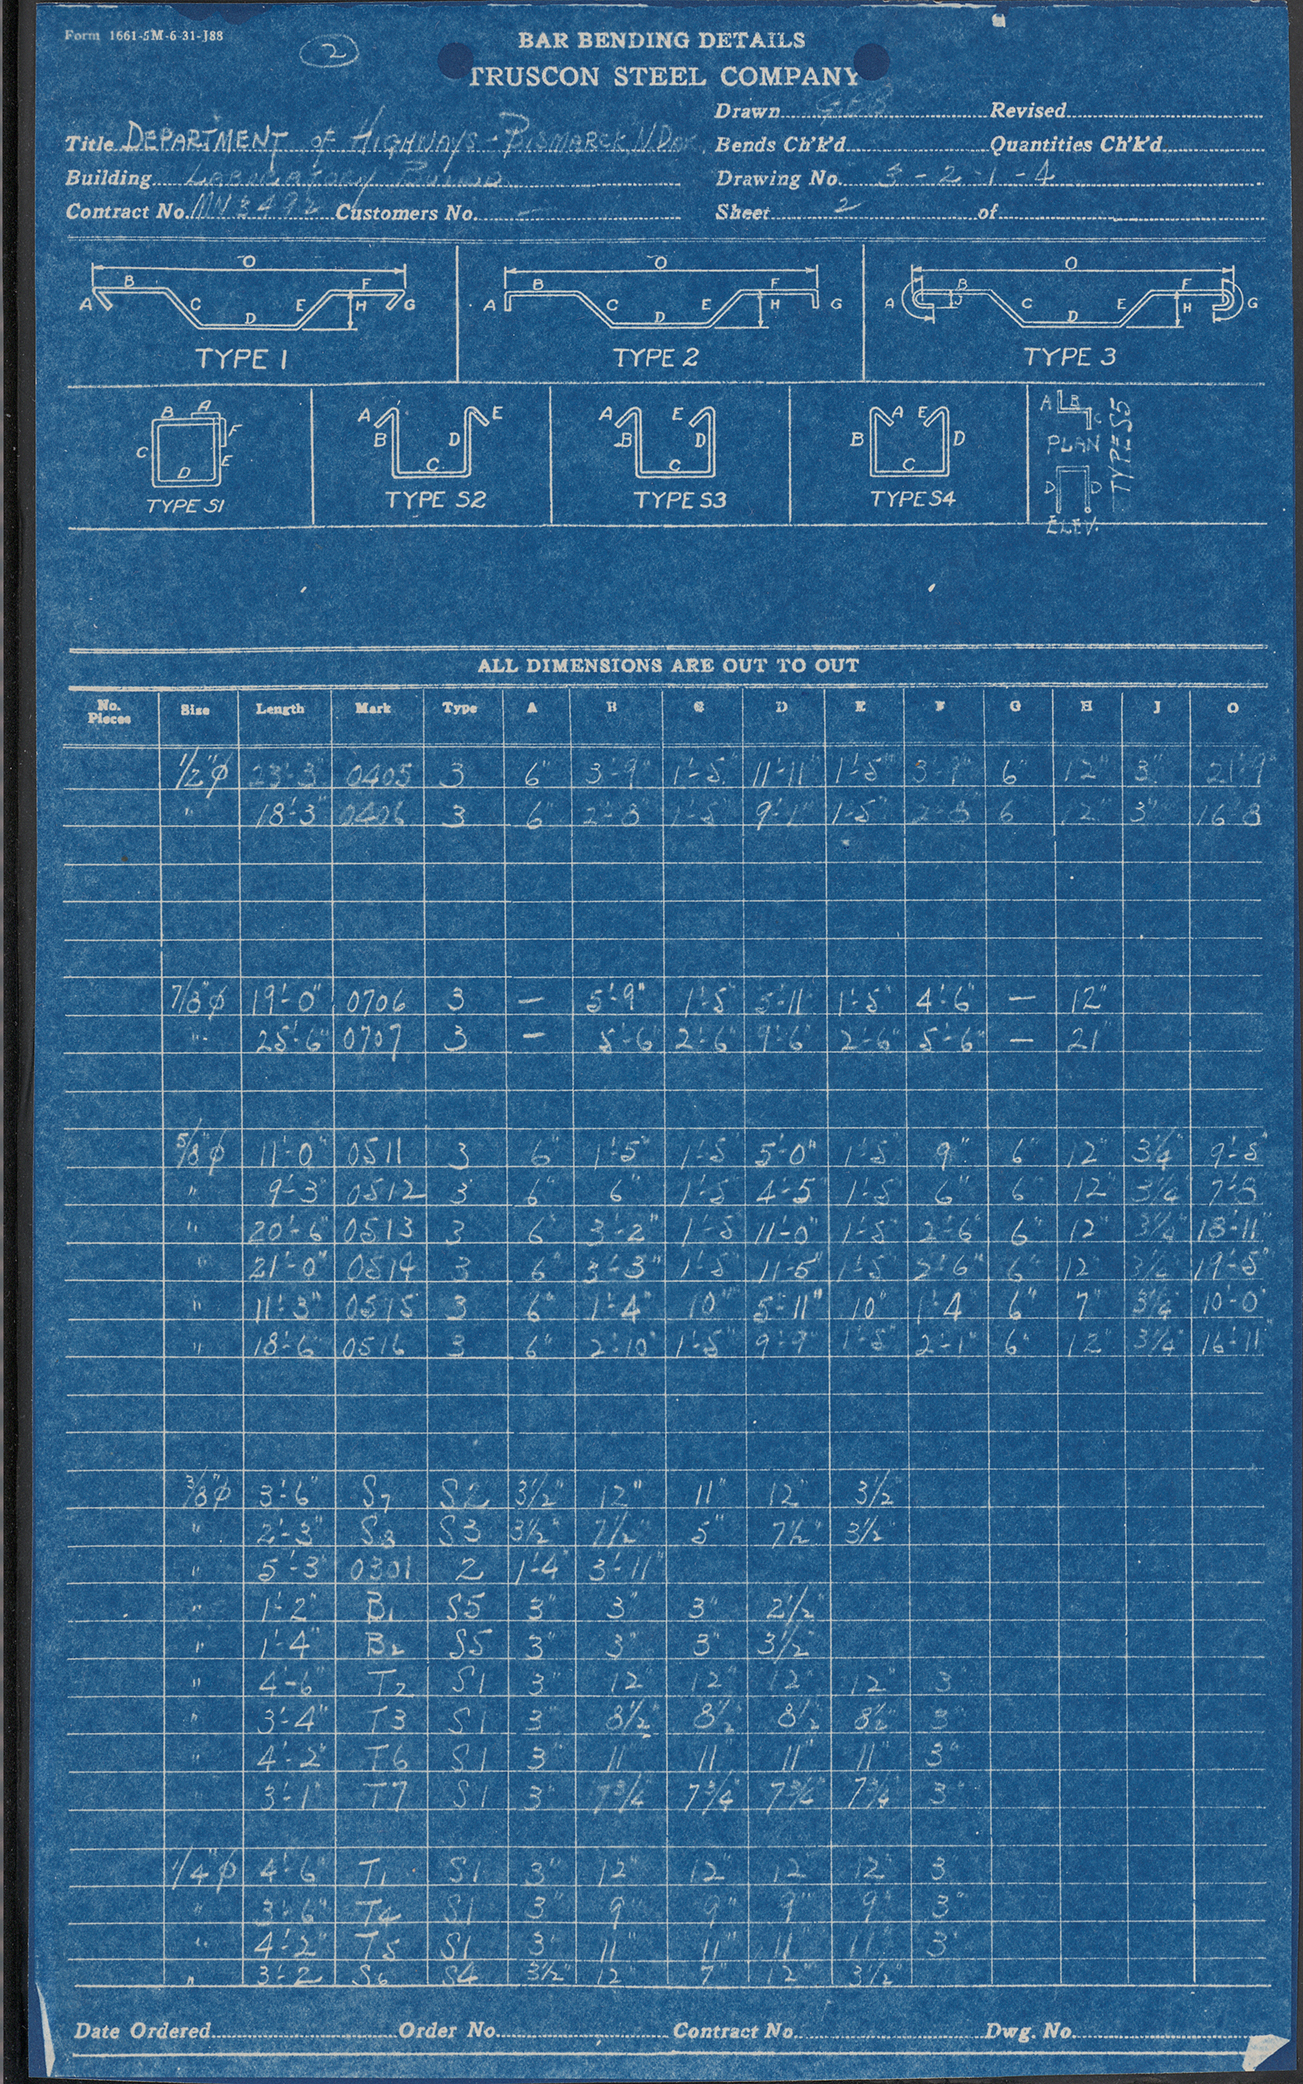 Form 1661-5M-6-31-J88
2
BAR BENDING DETAILS
TRUSCON STEEL COMPANY
Drawn GEB Revised
Title DEPARTMENT of HIGHWAYS - BISMARCK N.DAK. Bends Ch'k'd Quantities Ch'k'd
Building LABORATORY Drawing No. 3-2-1-4
Contract No. MN3492 Customers No. — Sheet 2 of
O O O
A B C D E F H G A B C D E F H G A B C D E F H G
TYPE 1 TYPE 2 TYPE 3
B A C D E F A B C D E A B C D E A B C D E A B C
PLAN
D D
ELEV.
TYPE S1 TYPE S2 TYPE S3 TYPE S4 TYPE S5
ALL DIMENSIONS ARE OUT TO OUT
No. Pieces Size Length Mark Type A B C D E F G H J O
1/2"φ 23'-3" 0405 3 6" 3'-9" 1'-5" 11'-11" 1'-5" 3'-9" 6" 12" 3" 21'-9"
" 18'-3" 0406 3 6" 2'-8 1'-5" 9'-1" 1'-5" 2'-8" 6 12" 3" 16'-8
7/8"φ 19'-0" 0706 3 — 5'-9" 1'-5" 5'-11 1'-5" 4'-6" — 12"
" 25'-6" 0707 3 — 5'-6" 2'-6" 9'-6" 2'-6" 5'-6" — 21"
5/8"φ 11'-0" 0511 3 6" 1'-5" 1'-5 5'-0" 1'-5 9" 6" 12" 3 1/4 9'-5"
" 9'-3" 0512 3 6" 6" 1'-5 4'-5" 1'-5 6" 6" 12" 3 1/4" 7'-3
" 20'-6" 0513 3 6" 3'-2" 1'-5 11'-0" 1'-5 2'-6" 6" 12" 3 1/4" 18'-11"
" 21'-0" 0514 3 6" 3'-3" 1'-5" 11'-5" 1'-5" 2'-6" 6" 12" 3 1/4" 19'-5"
" 11'-3" 0515 3 6" 1'-4" 10" 5'-11" 10" 1'-4 6" 7" 3 1/4" 10'-0"
" 18'-6" 0516 3 6" 2'-10" 1'-5" 9'-9" 1'-5" 2'-1" 6" 12" 3 1/4" 16'-11"
3/8"φ 3'-6" S7 S2 3 1/2" 12" 11" 12" 3 1/2"
" 2'-3" S3 S3 3 1/2" 7 1/2" 5" 7 1/2" 3 1/2"
" 5'-3" 0301 2 1'-4" 3'-11"
" 1'-2" B1 S5 3" 3" 3" 2 1/2"
" 1'-4" B2 S5 3" 3" 3" 3 1/2"
" 4'-6" T2 S1 3" 12" 12" 12" 12" 3"
" 3'-4" T3 S1 3" 8 1/2" 8 1/2" 8 1/2" 8 1/2" 3"
" 4'-2" T6 S1 3" 11" 11" 11" 11" 3"
" 3'-1" T7 S1 3" 7 3/4" 7 3/4" 7 3/4" 7 3/4" 3"
1/4"φ 4'-6" T1 S1 3" 12" 12" 12" 12" 3
" 3'-6" T4 S1 3" 9" 9" 9" 9" 3"
" 4'-2" T5 S1 3" 11" 11" 11" 11" 3"
" 3'-2 S6 S4 3 1/2" 12" 7" 12" 3 1/2"
Date Ordered Order No. Contract No. Dwg. No.